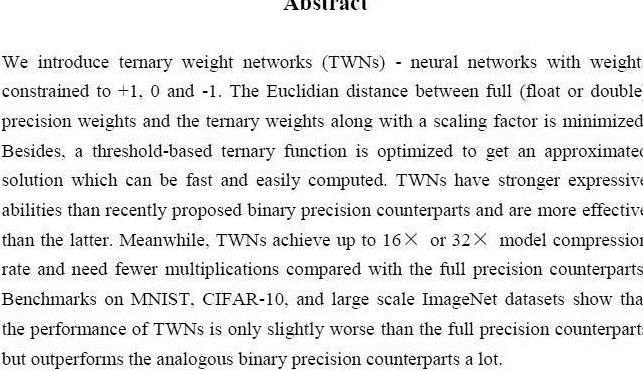 Abstract
We introduce ternary weight networks (TWNs) - neural networks with weight
constrained to +1, 0 and -1. The Euclidian distance between full (float or double
precision weights and the ternary weights along with a scaling factor is minimized
Besides, a threshold-based ternary function is optimized to get an approximated
solution which can be fast and easily computed. TWNs have stronger expressive
abilities than recently proposed binary precision counterparts and are more effective
than the latter. Meanwhile, TWNs achieve up to 16× or 32× model compression
rate and need fewer multiplications compared with the full precision counterparts
Benchmarks on MNIST, CIFAR-10, and large scale ImageNet datasets show tha
the performance of TWNs is only slightly worse than the full precision counterparts
but outperforms the analogous binary precision counterparts a lot.